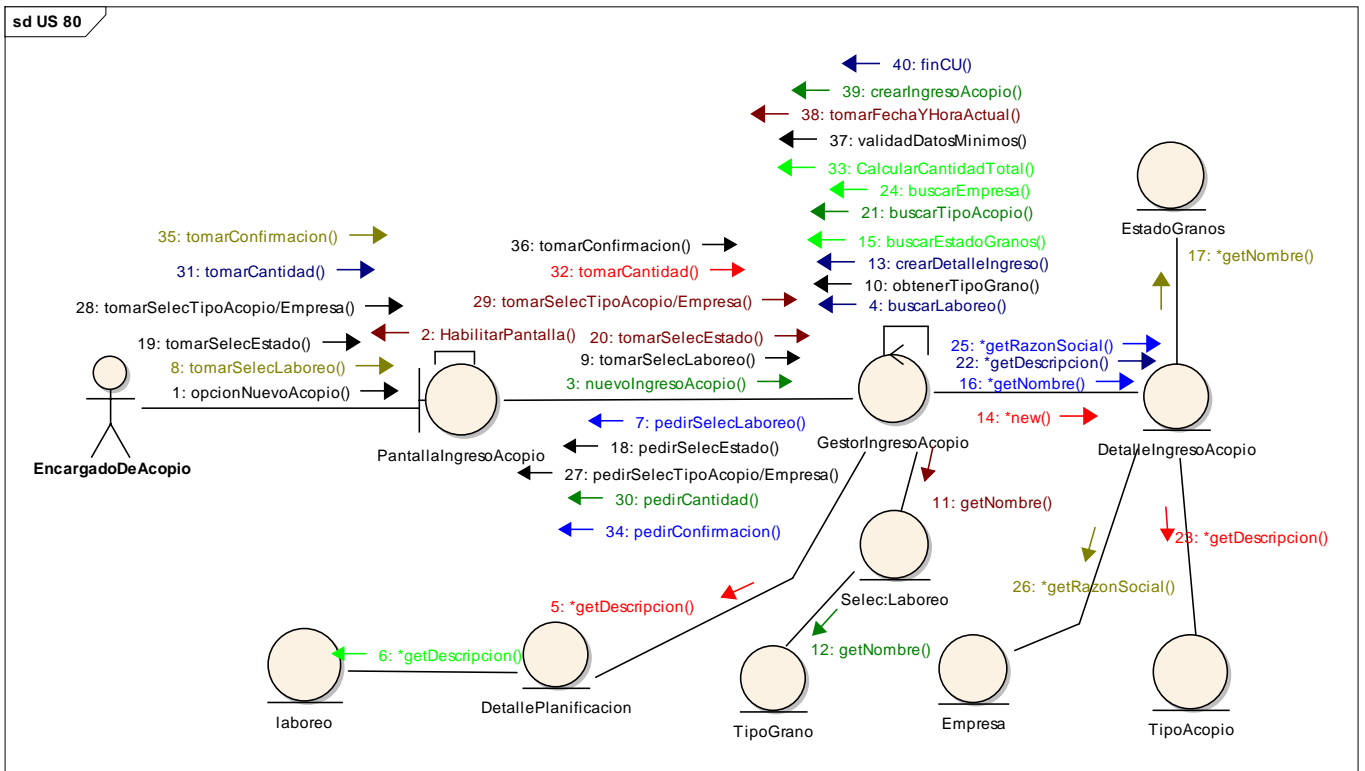 sd US 80
40: finCU()
39: crearIngresoAcopio()
38: tomarFechaYHoraActual()
37: validadDatosMinimos()
33: CalcularCantidadTotal()
24: buscarEmpresa()
21: buscarTipoAcopio()
15: buscarEstadoGranos()
13: crearDetalleIngreso()
10: obtenerTipoGrano()
4: buscarLaboreo()
EstadoGranos
17: *getNombre()
35: tomarConfirmacion()
31: tomarCantidad()
28: tomarSelecTipoAcopio/Empresa()
19: tomarSelecEstado()
8: tomarSelecLaboreo()
1: opcionNuevoAcopio()
2: HabilitarPantalla()
36: tomarConfirmacion()
32: tomarCantidad()
29: tomarSelecTipoAcopio/Empresa()
20: tomarSelecEstado()
9: tomarSelecLaboreo()
3: nuevoIngresoAcopio()
25: *getRazonSocial()
22: *getDescripcion()
16: *getNombre()
14: *new()
EncargadoDeAcopio
PantallaIngresoAcopio
GestorIngresoAcopio
DetalleIngresoAcopio
7: pedirSelecLaboreo()
18: pedirSelecEstado()
27: pedirSelecTipoAcopio/Empresa()
30: pedirCantidad()
34: pedirConfirmacion()
11: getNombre()
23: *getDescripcion()
26: *getRazonSocial()
Selec:Laboreo
5: *getDescripcion()
12: getNombre()
6: *getDescripcion()
laboreo
DetallePlanificacion
TipoGrano
Empresa
TipoAcopio